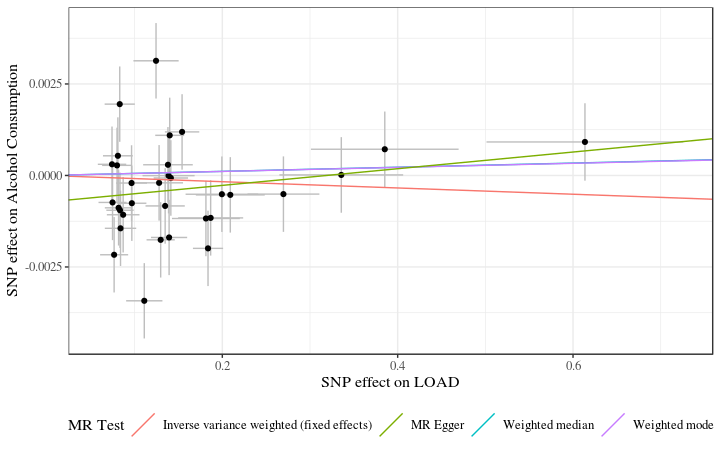 SNP effect on Alcohol Consumption
0.0025
0.0000
-0.0025
0.2
0.4
0.6
SNP effect on LOAD
MR Test
Inverse variance weighted (fixed effects)
MR Egger
Weighted median
Weighted mode